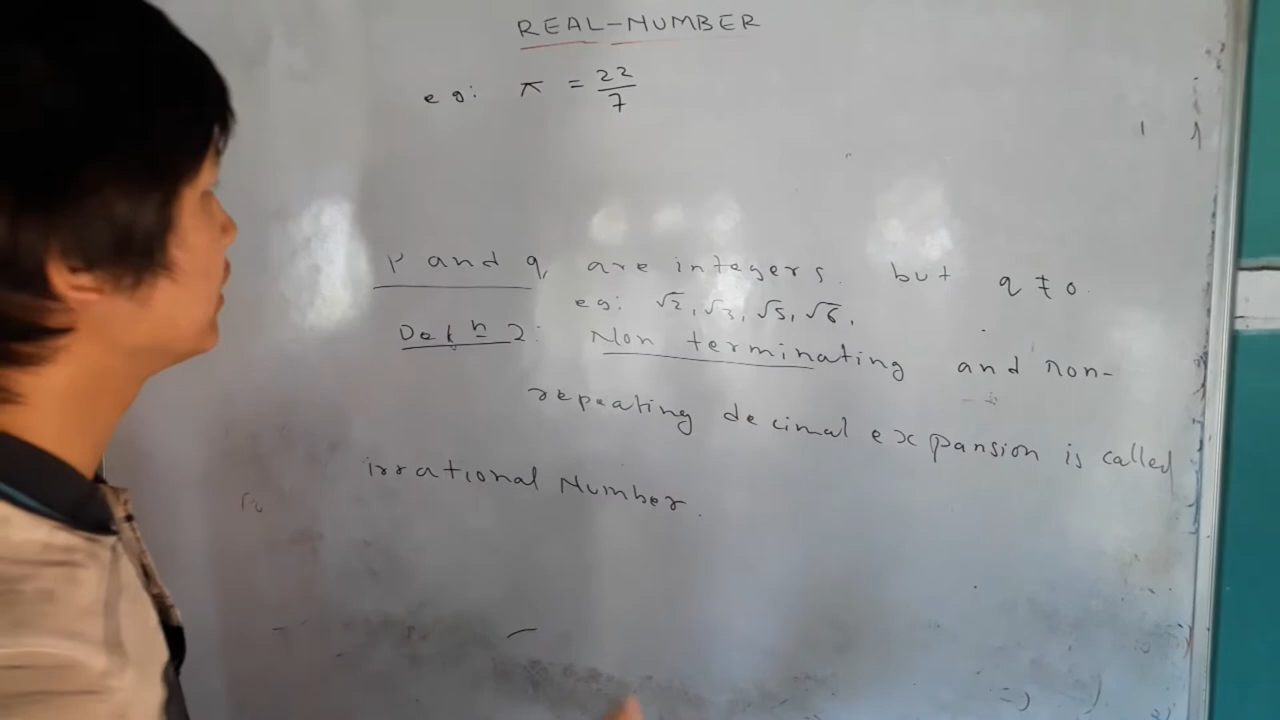 REAL-NUMBER
eg: π = 22/7
P and q are integers. but q ≠ 0.
eg: √2, √3, √5, √6,
Defn 2: Non terminating and non-
repeating decimal expansion is called
irrational Number.